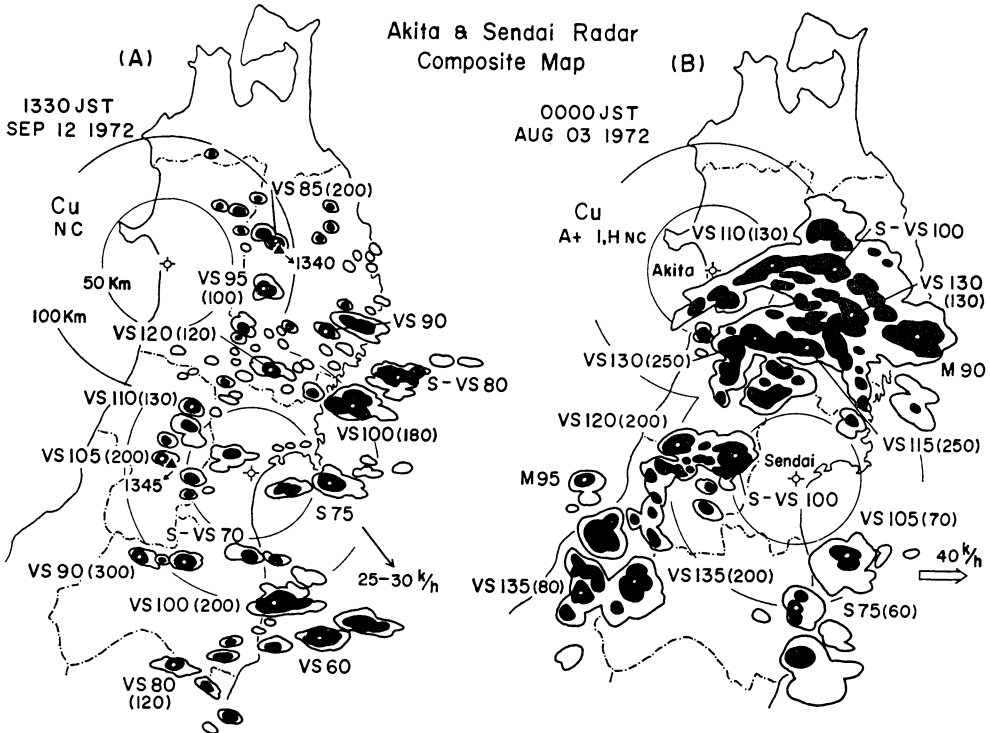 Akita & Sendai Radar
Composite Map
(A)
1330 JST
SEP 12 1972
Cu
NC
VS 85(200)
1340
50 Km
VS 95
(100)
100 Km
VS 120(120)
VS 90
S-VS 80
VS 110(130)
VS 100(180)
VS 105(200)
1345
S 75
S-VS 70
VS 90(300)
25-30 k/h
VS 100(200)
VS 60
VS 80
(120)
(B)
0000 JST
AUG 03 1972
Cu
A+ 1,H NC
VS 110(130)
S-VS 100
Akita
VS 130
(130)
VS 130(250)
M 90
VS 120(200)
VS 115(250)
Sendai
M 95
S-VS 100
VS 105(70)
40 k/h
VS 135(80)
VS 135(200)
S 75(60)